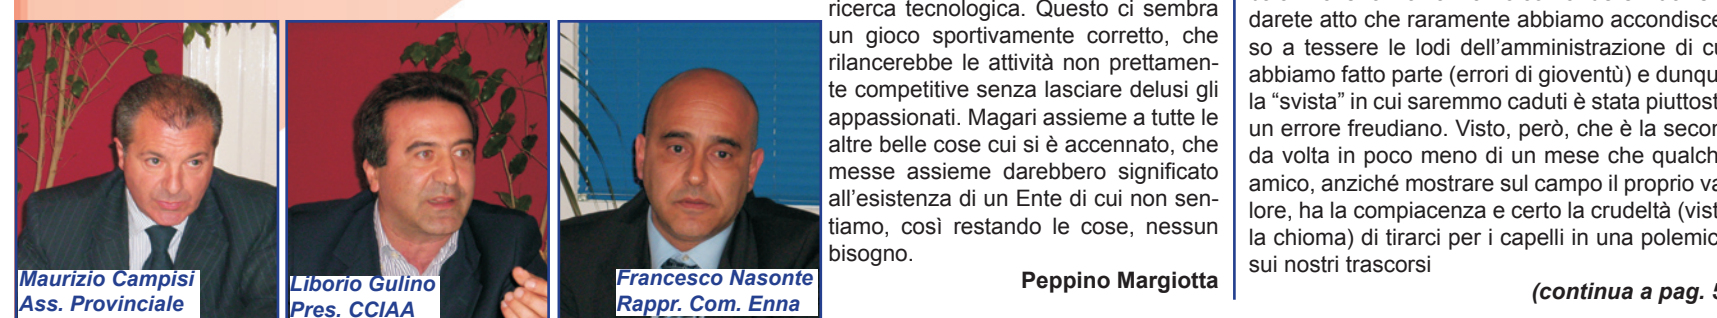 Maurizio Campisi
Ass. Provinciale
Liborio Gulino
Pres. CCIAA
Francesco Nasonte
Rappr. Com. Enna
ricerca tecnologica. Questo ci sembra
un gioco sportivamente corretto, che
rilancerebbe le attività non prettamen-
te competitive senza lasciare delusi gli
appassionati. Magari assieme a tutte le
altre belle cose cui si è accennato, che
messe assieme darebbero significato
all'esistenza di un Ente di cui non sen-
tiamo, così restando le cose, nessun
bisogno.
Peppino Margiotta
darete atto che raramente abbiamo accondisce
so a tessere le lodi dell'amministrazione di cu
abbiamo fatto parte (errori di gioventù) e dunqu
la “svista” in cui saremmo caduti è stata piuttost
un errore freudiano. Visto, però, che è la secon
da volta in poco meno di un mese che qualch
amico, anziché mostrare sul campo il proprio va
lore, ha la compiacenza e certo la crudeltà (vist
la chioma) di tirarci per i capelli in una polemic
sui nostri trascorsi
(continua a pag. 5